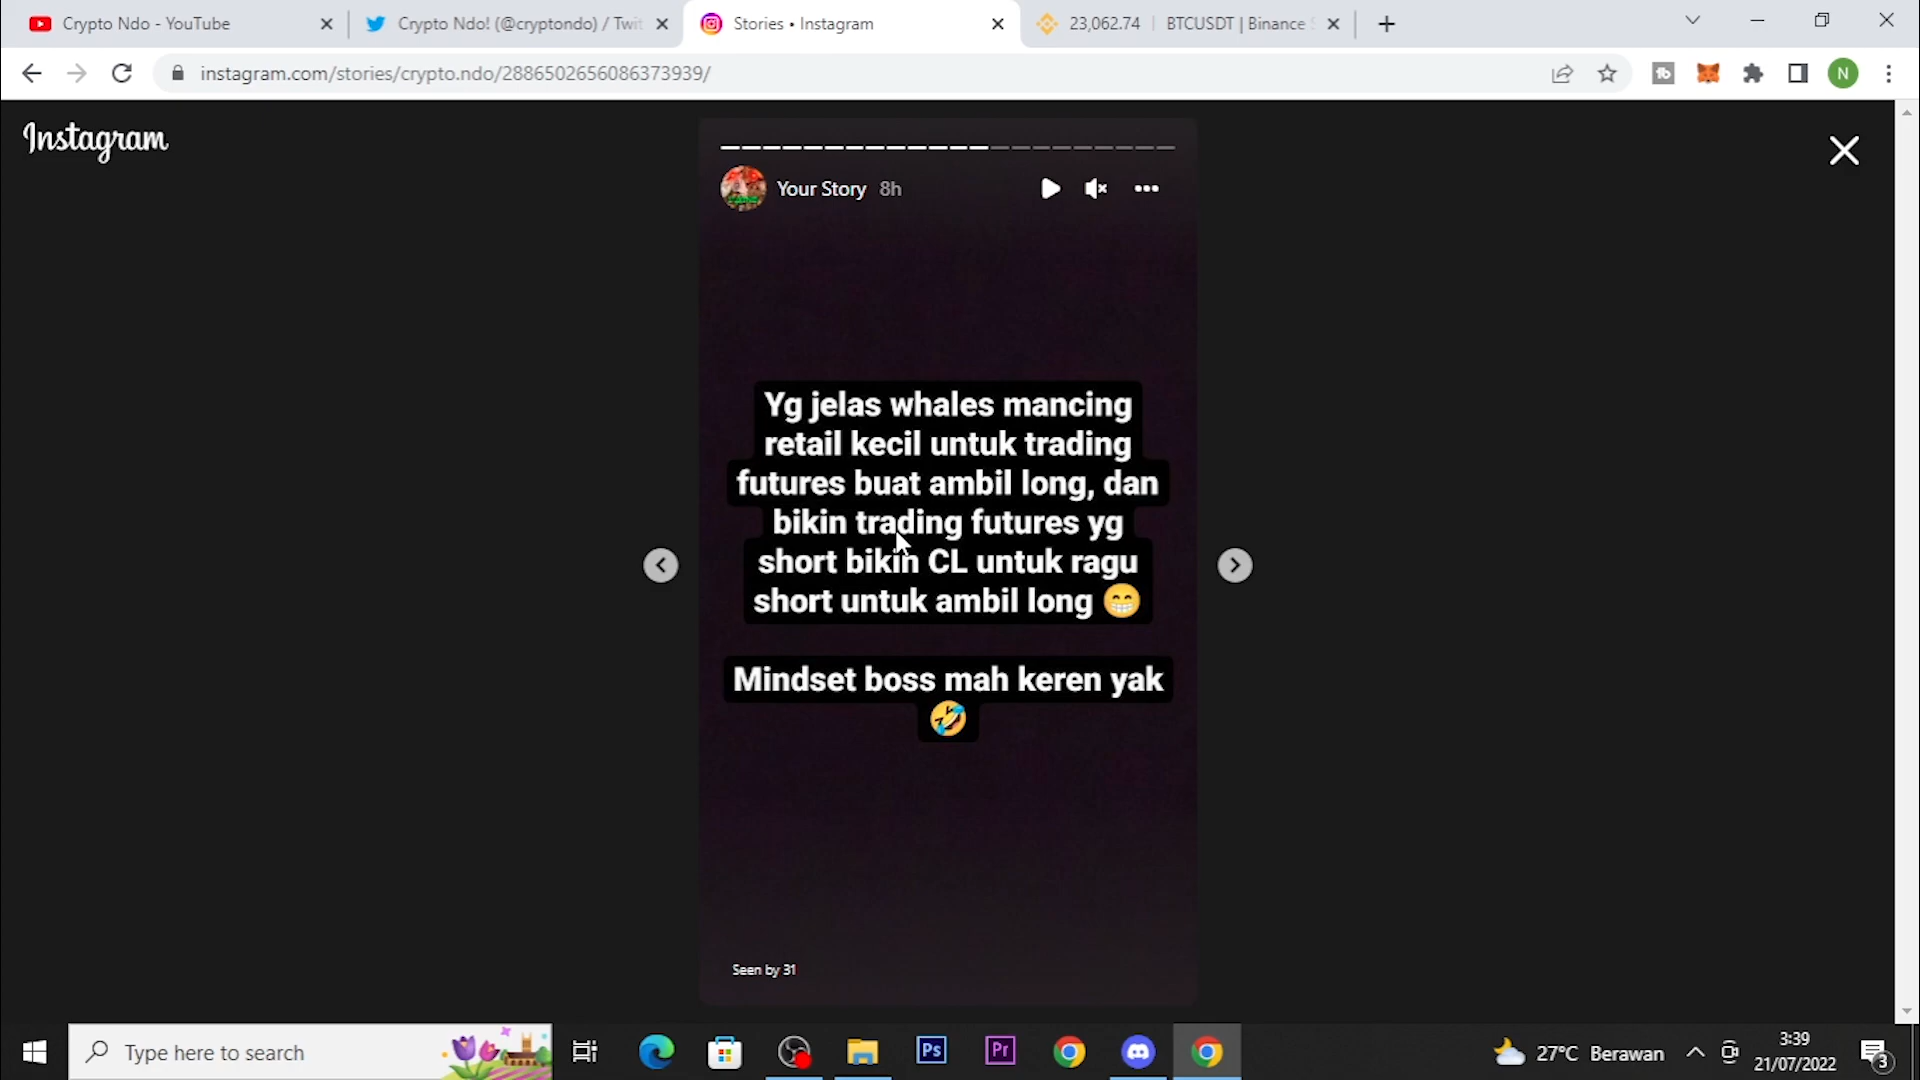 Crypto Ndo - YouTube
Crypto Ndo! (@cryptondo) / Twit
Stories • Instagram
23,062.74 | BTCUSDT | Binance S
instagram.com/stories/crypto.ndo/2886502656086373939/
N
Instagram
Your Story 8h
Yg jelas whales mancing
retail kecil untuk trading
futures buat ambil long, dan
bikin trading futures yg
short bikin CL untuk ragu
short untuk ambil long 😁
Mindset boss mah keren yak
🤣
Seen by 31
Type here to search
Ps
Pr
27°C Berawan
3:39
21/07/2022
3